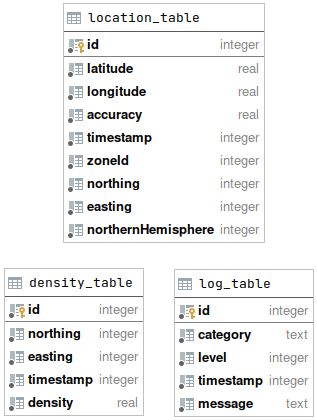 location_table
id integer
latitude real
longitude real
accuracy real
timestamp integer
zoneId integer
northing integer
easting integer
northernHemisphere integer
density_table
id integer
northing integer
easting integer
timestamp integer
density real
log_table
id integer
category text
level integer
timestamp integer
message text